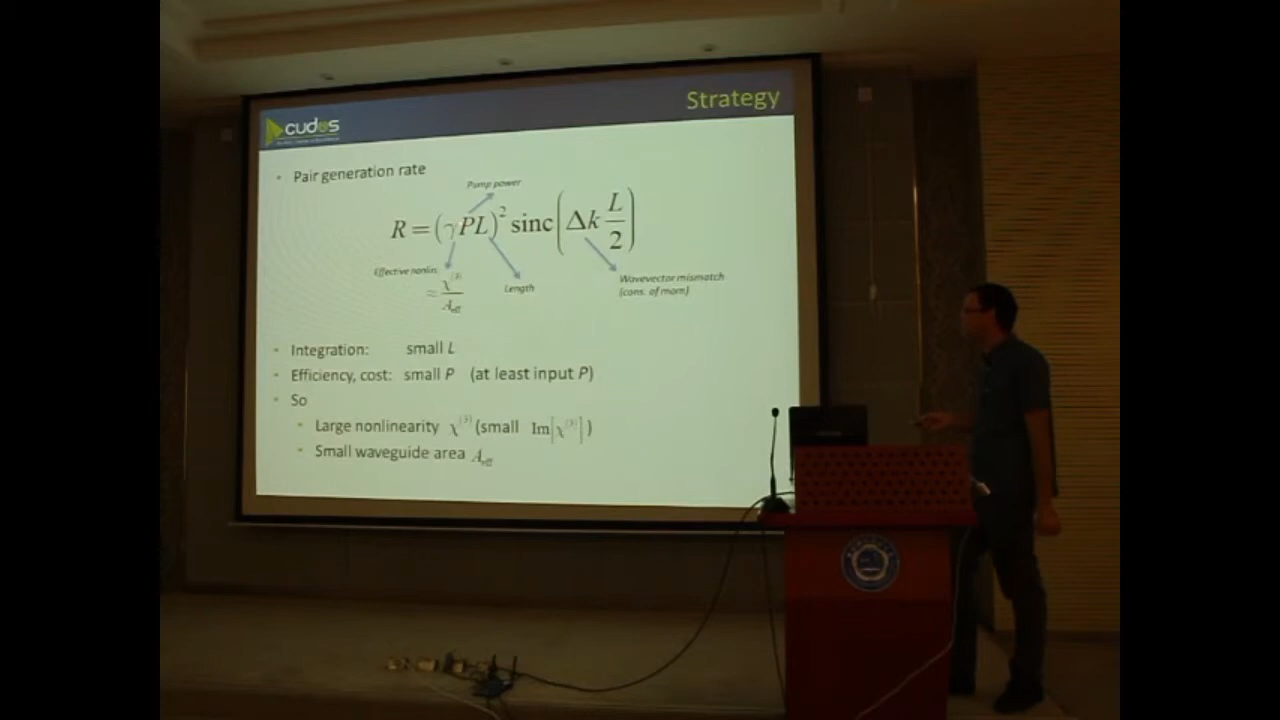 Strategy
cudos
• Pair generation rate
Pump power
R = (γPL)² sinc(Δk L/2)
Effective nonlin.
≈ χ⁽³⁾/A_eff
Length
Wavevector mismatch
(cons. of mom)
• Integration: small L
• Efficiency, cost: small P (at least input P)
• So
• Large nonlinearity χ⁽³⁾ (small Im[χ⁽³⁾])
• Small waveguide area A_eff